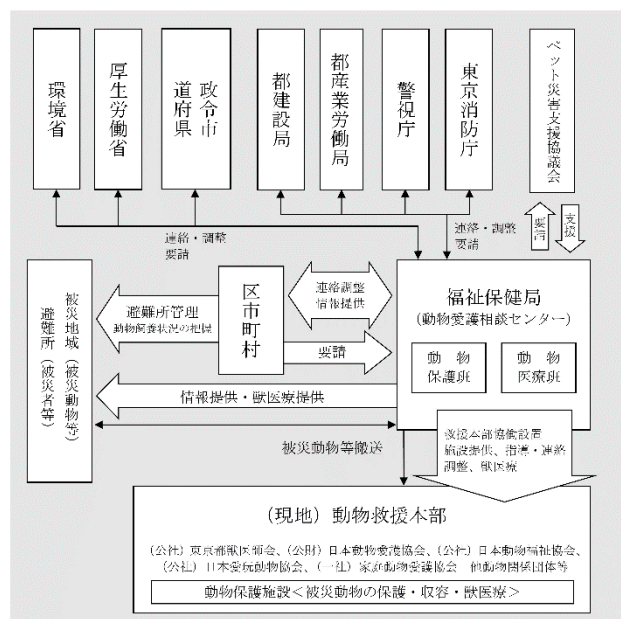 環境省
厚生労働省
政令市
道府県
都建設局
都産業労働局
警視庁
東京消防庁
ペット災害支援協議会
連絡・調整
要請
連絡・調整
要請
要請
支援
被災地域（被災動物等）
避難所（被災者等）
避難所管理
動物飼養状況の把握
区市町村
連絡調整
情報提供
要請
福祉保健局
（動物愛護相談センター）
動物
保護班
動物
医療班
情報提供・獣医療提供
被災動物等搬送
救援本部協働設置
施設提供、指導・連絡
調整、獣医療
（現地）動物救援本部
（公社）東京都獣医師会、（公財）日本動物愛護協会、（公社）日本動物福祉協会、
（公社）日本愛玩動物協会、（一社）家庭動物愛護協会　他動物関係団体等
動物保護施設＜被災動物の保護・収容・獣医療＞